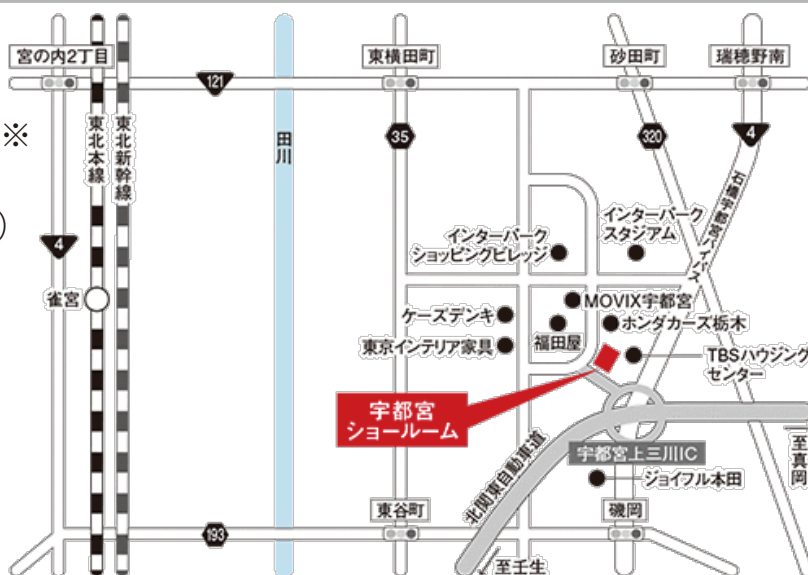 宮の内2丁目
東横田町
砂田町
瑞穂野南
121
※
東北本線
東北新幹線
田川
35
320
4
)
石橋宇都宮バイパス
インターパーク
スタジアム
インターパーク
ショッピングビレッジ
4
雀宮
MOVIX宇都宮
ケーズデンキ
ホンダカーズ栃木
福田屋
東京インテリア家具
TBSハウジング
センター
宇都宮
ショールーム
北関東自動車道
宇都宮上三川IC
至真岡
ジョイフル本田
東谷町
磯岡
193
至壬生